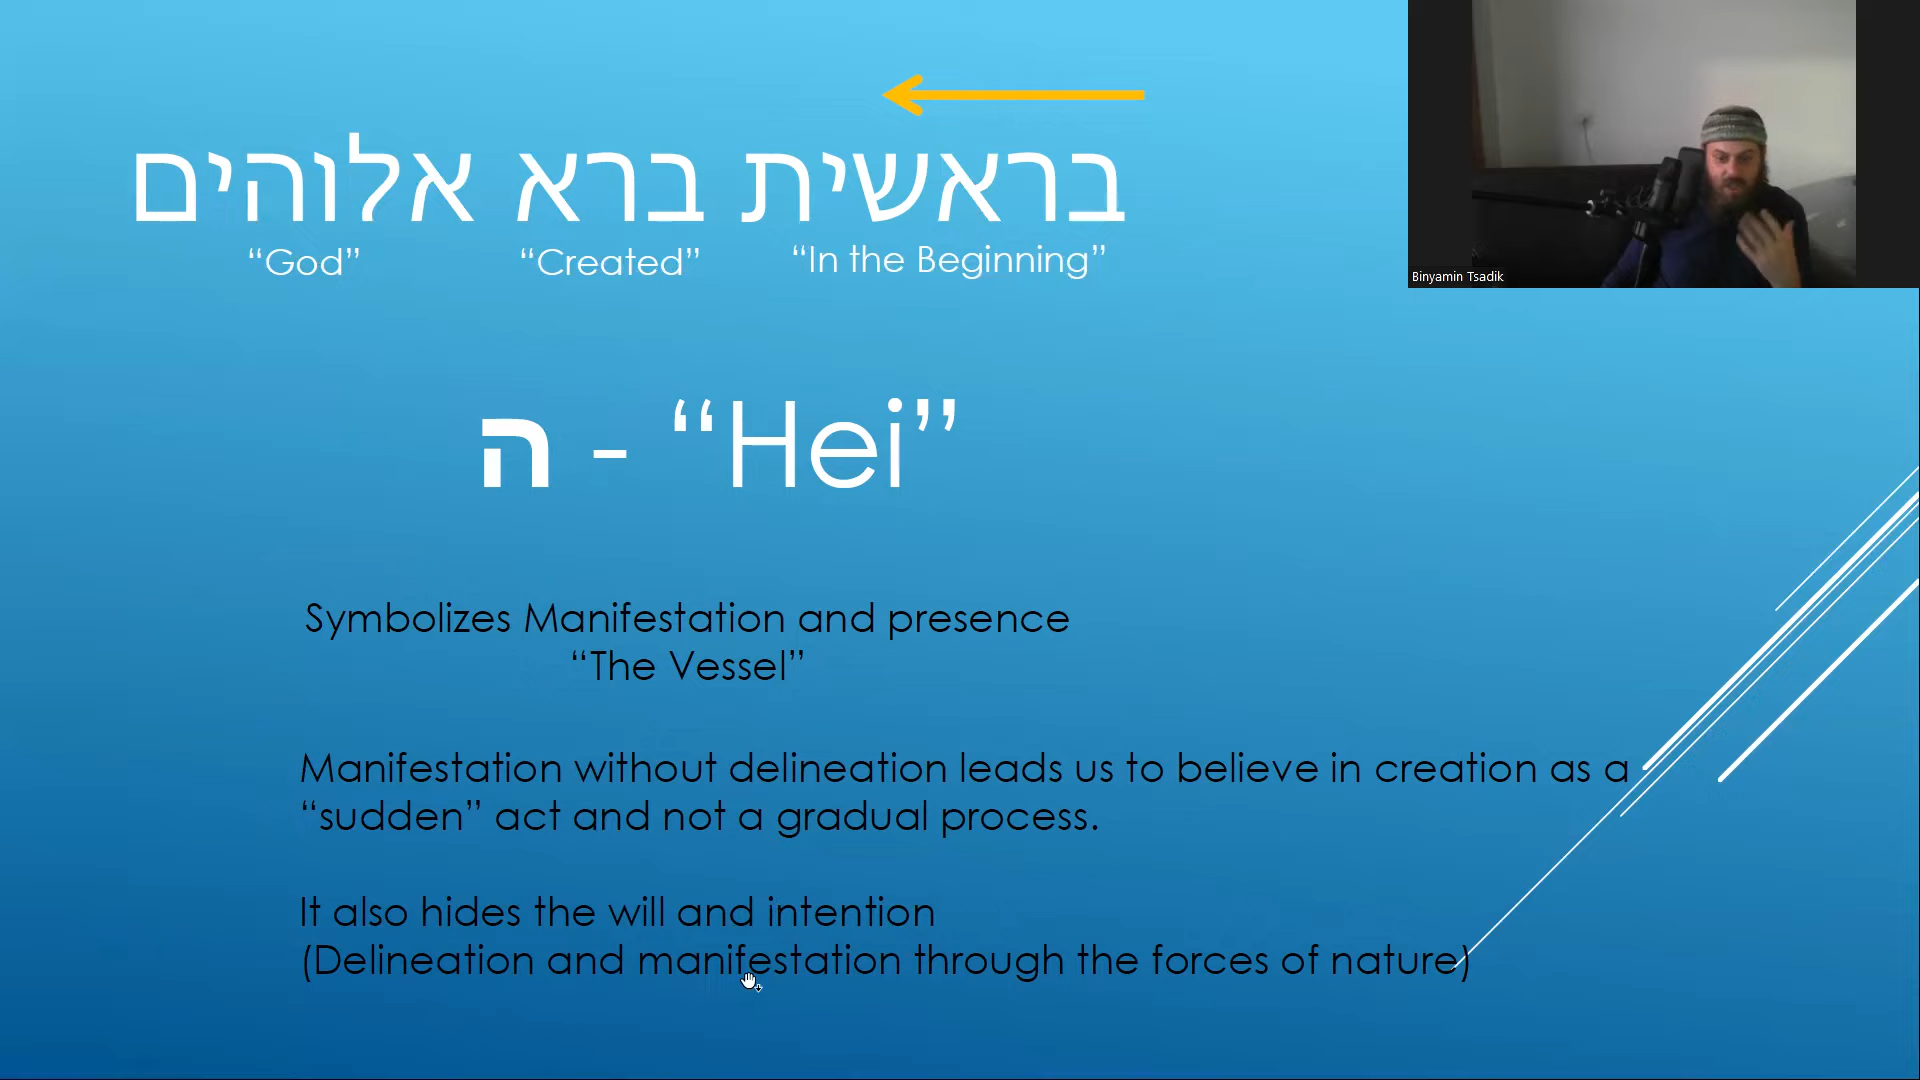 בראשית ברא אלוהים
“God” “Created” “In the Beginning”
ה - “Hei”
Symbolizes Manifestation and presence
“The Vessel”
Manifestation without delineation leads us to believe in creation as a
“sudden” act and not a gradual process.
It also hides the will and intention
(Delineation and manifestation through the forces of nature)
Binyamin Tsadik